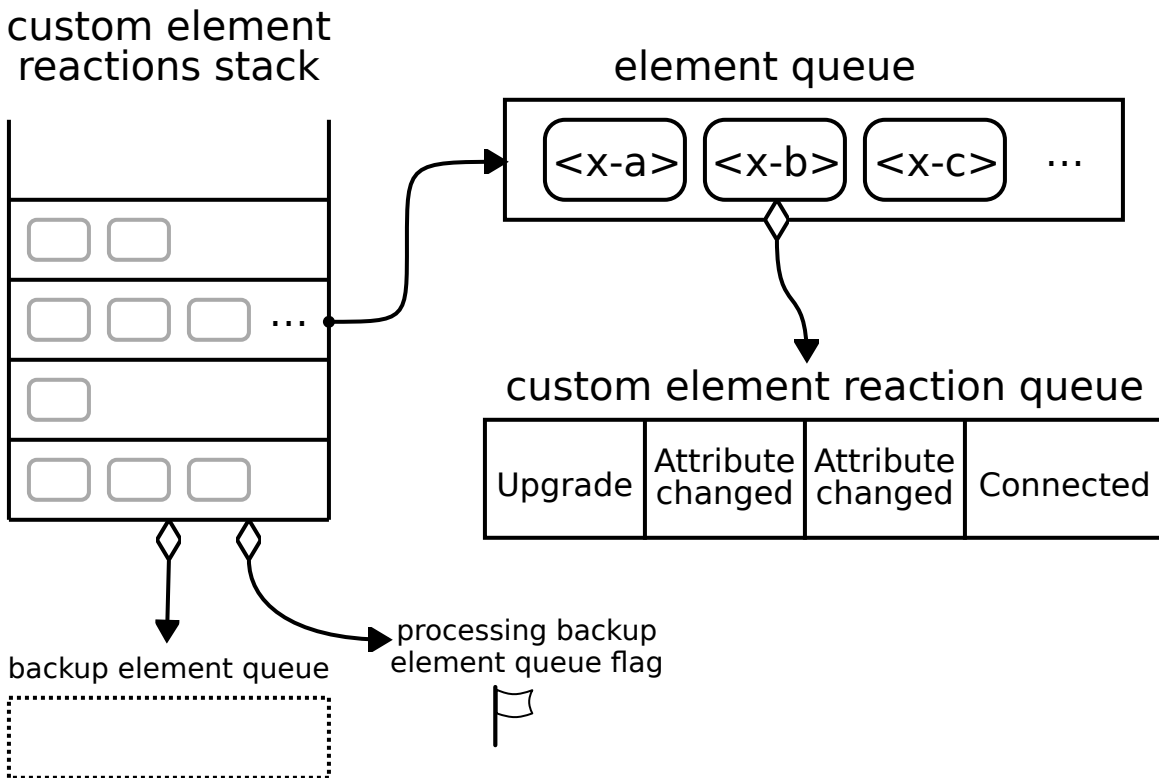 custom element
reactions stack
element queue
<x-a> <x-b> <x-c> ...
...
custom element reaction queue
Upgrade
Attribute
changed
Attribute
changed
Connected
processing backup
element queue flag
backup element queue